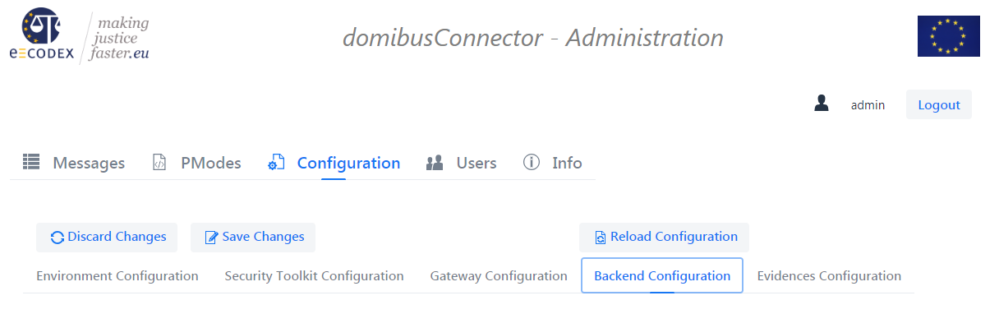 making
justice
faster.eu
e-CODEX
domibusConnector - Administration
admin
Logout
Messages
PModes
Configuration
Users
Info
Discard Changes
Save Changes
Reload Configuration
Environment Configuration
Security Toolkit Configuration
Gateway Configuration
Backend Configuration
Evidences Configuration